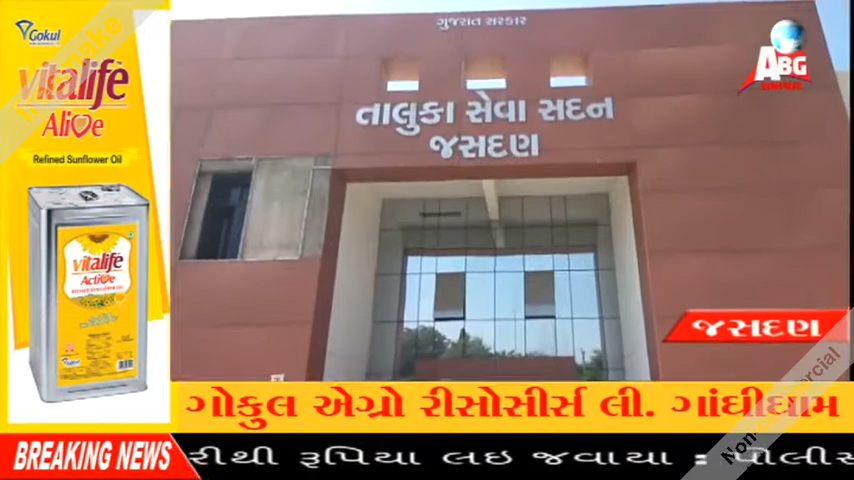 Gokul
vitalife
Alive
Refined Sunflower Oil
vitalife
Active
ગુજરાત સરકાર
તાલુકા સેવા સદન
જસદણ
ABG
સમાચાર
જસદણ
ગોકુલ એગ્રો રીસોર્સીસ લી. ગાંધીધામ
BREAKING NEWS
રીથી રૂપિયા લઇ જવાયા : પોલીસ
Non-Commercial